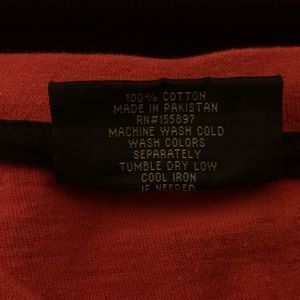 100% COTTON
MADE IN PAKISTAN
RN#155897
MACHINE WASH COLD
WASH COLORS
SEPARATELY
TUMBLE DRY LOW
COOL IRON
IF NEEDED